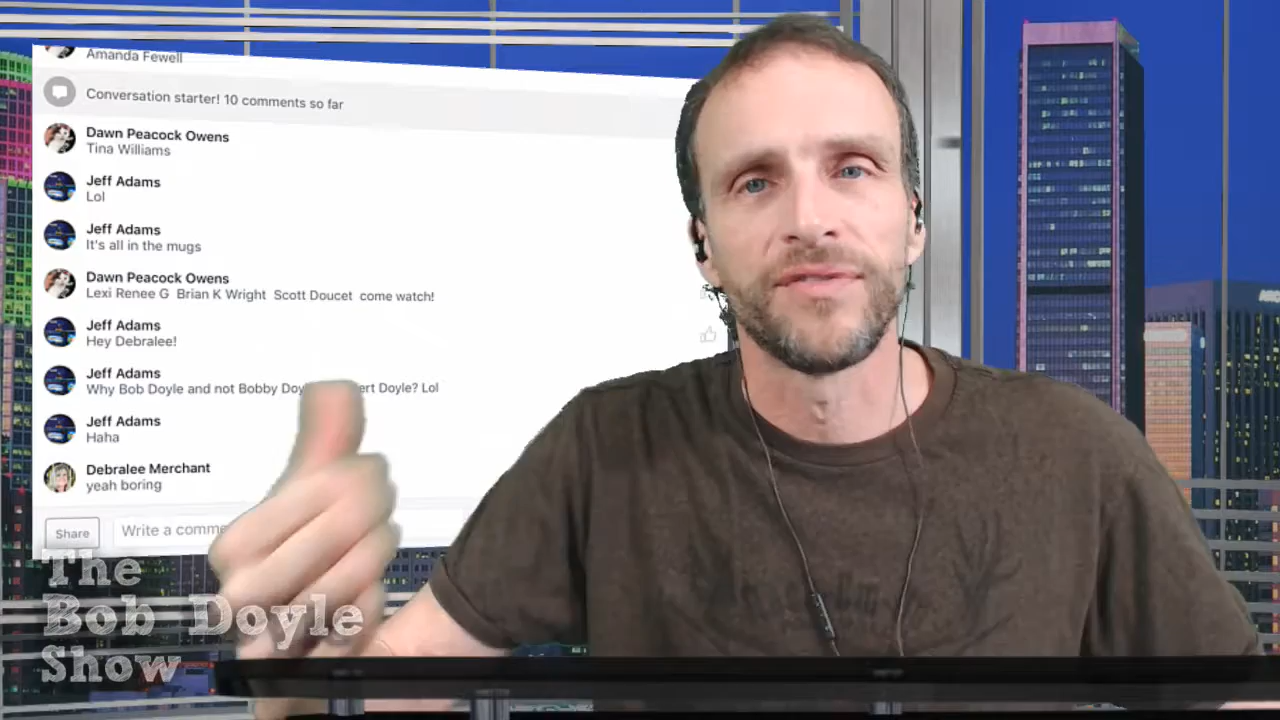 Amanda Fewell
Conversation starter! 10 comments so far
Dawn Peacock Owens
Tina Williams
Jeff Adams
Lol
Jeff Adams
It's all in the mugs
Dawn Peacock Owens
Lexi Renee G Brian K Wright Scott Doucet come watch!
Jeff Adams
Hey Debralee!
Jeff Adams
Why Bob Doyle and not Bobby Doy ert Doyle? Lol
Jeff Adams
Haha
Debralee Merchant
yeah boring
Share
Write a comme
The
Bob Doyle
Show